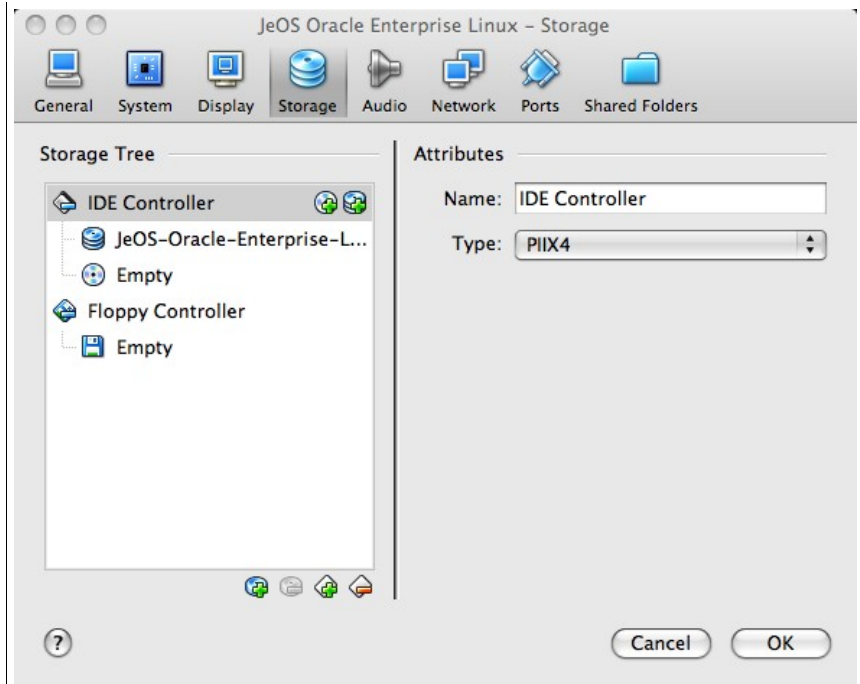 JeOS Oracle Enterprise Linux – Storage
General System Display Storage Audio Network Ports Shared Folders
Storage Tree
IDE Controller
JeOS-Oracle-Enterprise-L...
Empty
Floppy Controller
Empty
Attributes
Name: IDE Controller
Type: PIIX4
?
Cancel OK